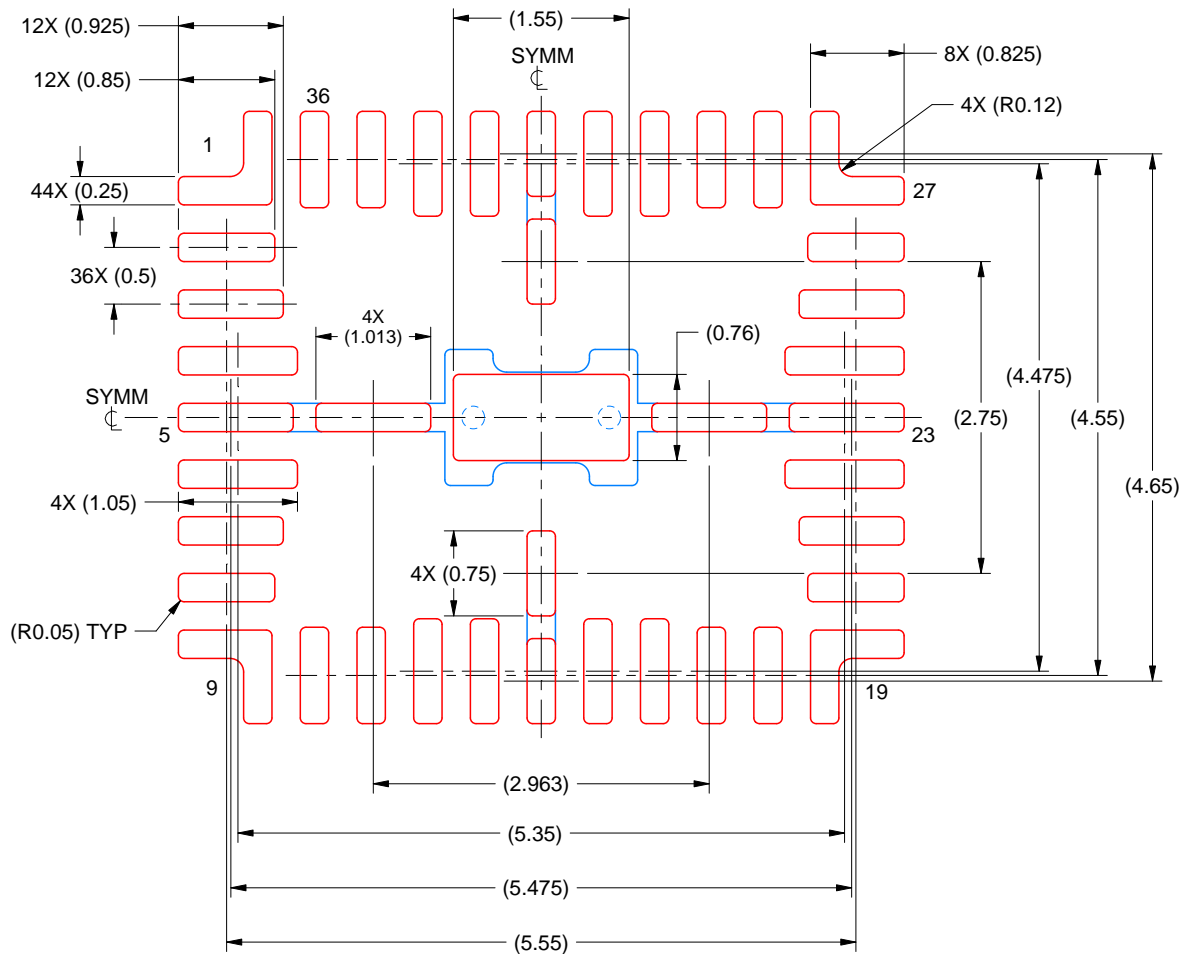 12X (0.925)
(1.55)
8X (0.825)
12X (0.85)
SYMM
℄
36
4X (R0.12)
1
44X (0.25)
27
36X (0.5)
4X
(1.013)
(0.76)
(4.475)
SYMM
℄
(2.75)
(4.55)
5
23
(4.65)
4X (1.05)
4X (0.75)
(R0.05) TYP
9
19
(2.963)
(5.35)
(5.475)
(5.55)